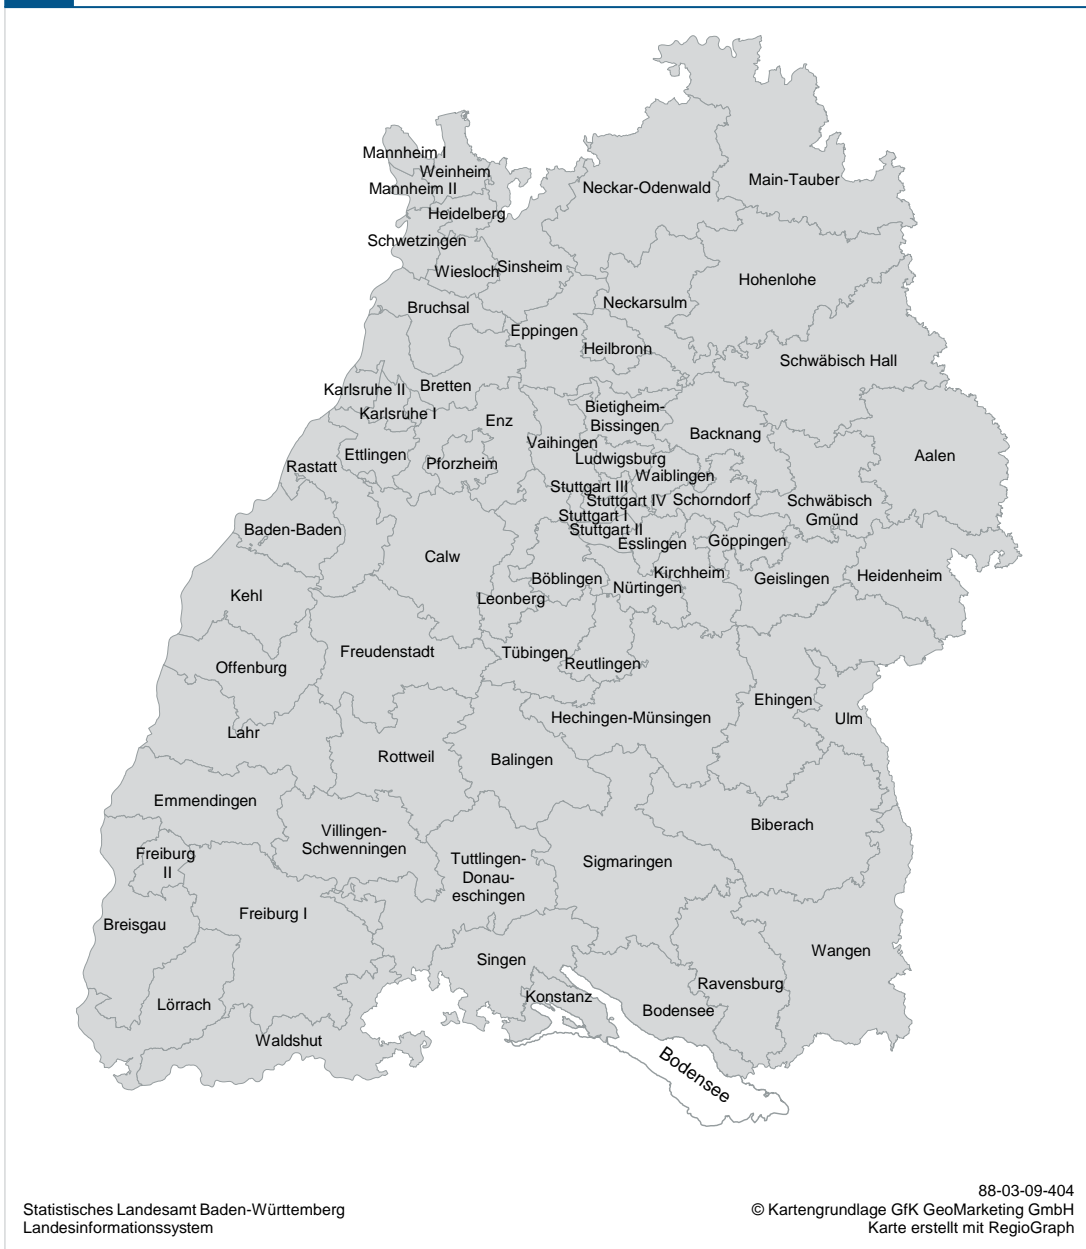 Mannheim I
Weinheim
Mannheim II
Neckar-Odenwald
Main-Tauber
Heidelberg
Schwetzingen
Wiesloch
Sinsheim
Hohenlohe
Bruchsal
Neckarsulm
Eppingen
Heilbronn
Schwäbisch Hall
Karlsruhe II
Bretten
Karlsruhe I
Enz
Bietigheim-
Bissingen
Backnang
Vaihingen
Aalen
Ettlingen
Pforzheim
Rastatt
Ludwigsburg
Waiblingen
Stuttgart III
Stuttgart IV
Schorndorf
Schwäbisch
Gmünd
Stuttgart I
Stuttgart II
Baden-Baden
Esslingen
Göppingen
Calw
Kirchheim
Böblingen
Nürtingen
Geislingen
Heidenheim
Kehl
Leonberg
Freudenstadt
Tübingen
Reutlingen
Offenburg
Ehingen
Hechingen-Münsingen
Ulm
Lahr
Rottweil
Balingen
Emmendingen
Biberach
Villingen-
Schwenningen
Freiburg
II
Tuttlingen-
Donau-
eschingen
Sigmaringen
Freiburg I
Breisgau
Wangen
Singen
Ravensburg
Konstanz
Lörrach
Bodensee
Waldshut
Bodensee
88-03-09-404
Statistisches Landesamt Baden-Württemberg
© Kartengrundlage GfK GeoMarketing GmbH
Landesinformationssystem
Karte erstellt mit RegioGraph